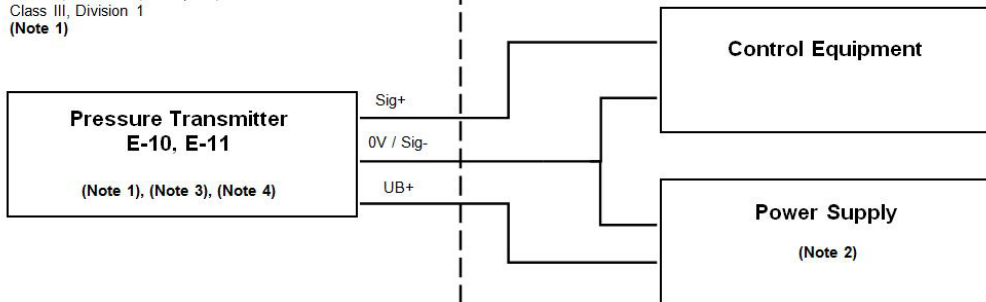 Class III, Division 1
(Note 1)
Pressure Transmitter
E-10, E-11
(Note 1), (Note 3), (Note 4)
Sig+
0V / Sig-
UB+
Control Equipment
Power Supply
(Note 2)